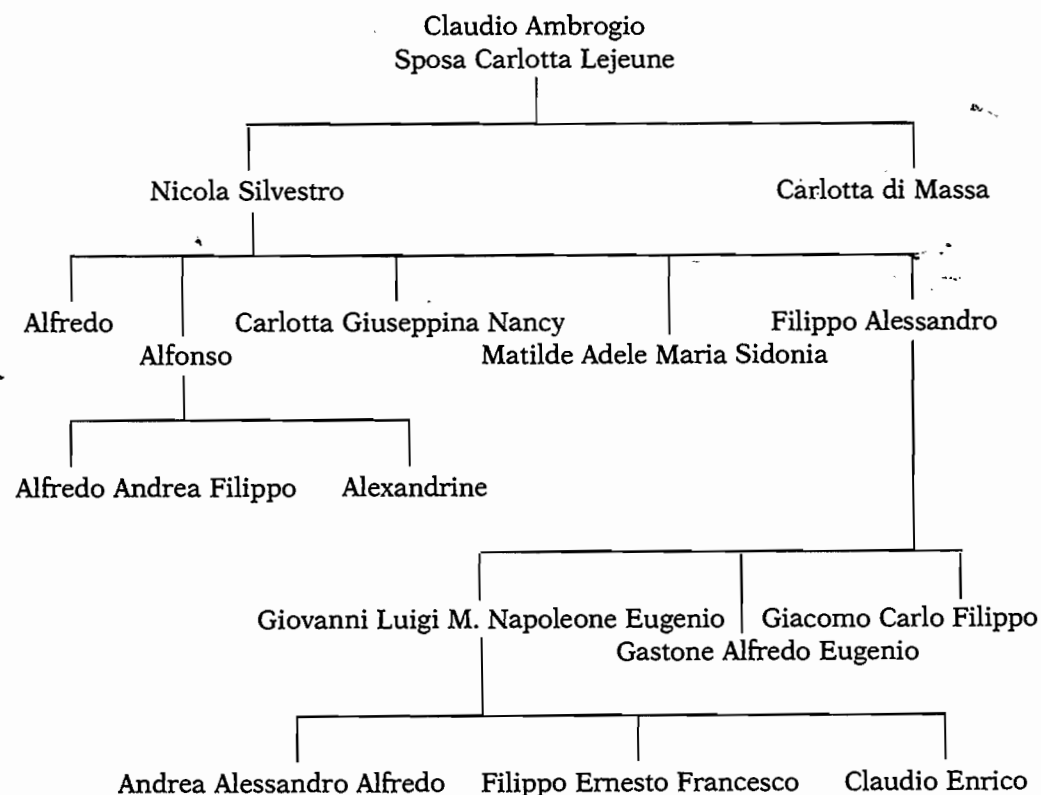 Claudio Ambrogio
Sposa Carlotta Lejeune
Nicola Silvestro
Carlotta di Massa
Alfredo
Carlotta Giuseppina Nancy
Filippo Alessandro
Alfonso
Matilde Adele Maria Sidonia
Alfredo Andrea Filippo
Alexandrine
Giovanni Luigi M. Napoleone Eugenio
Giacomo Carlo Filippo
Gastone Alfredo Eugenio
Andrea Alessandro Alfredo
Filippo Ernesto Francesco
Claudio Enrico